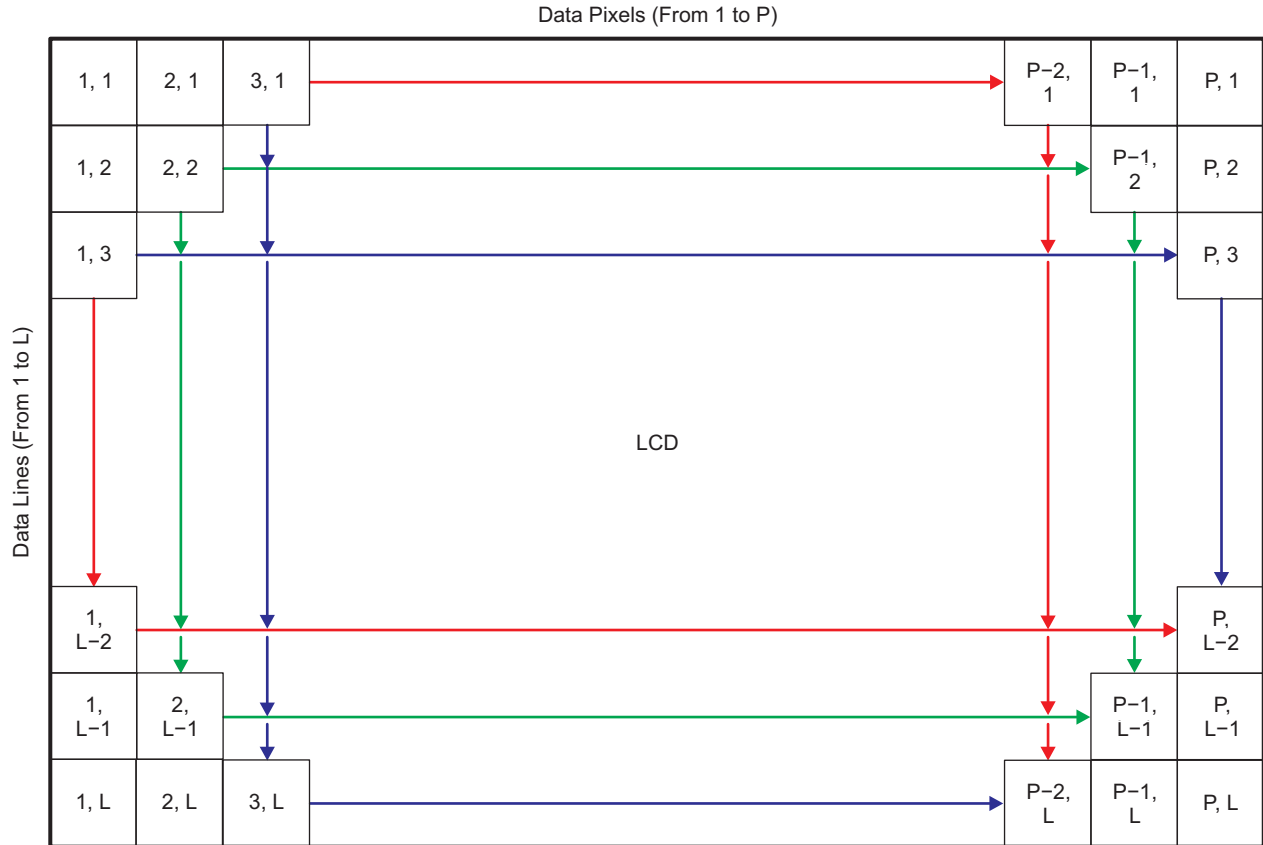 Data Pixels (From 1 to P)
1, 1
2, 1
3, 1
P−2,
1
P−1,
1
P, 1
1, 2
2, 2
P−1,
2
P, 2
1, 3
P, 3
Data Lines (From 1 to L)
LCD
1,
L−2
P,
L−2
1,
L−1
2,
L−1
P−1,
L−1
P,
L−1
1, L
2, L
3, L
P−2,
L
P−1,
L
P, L